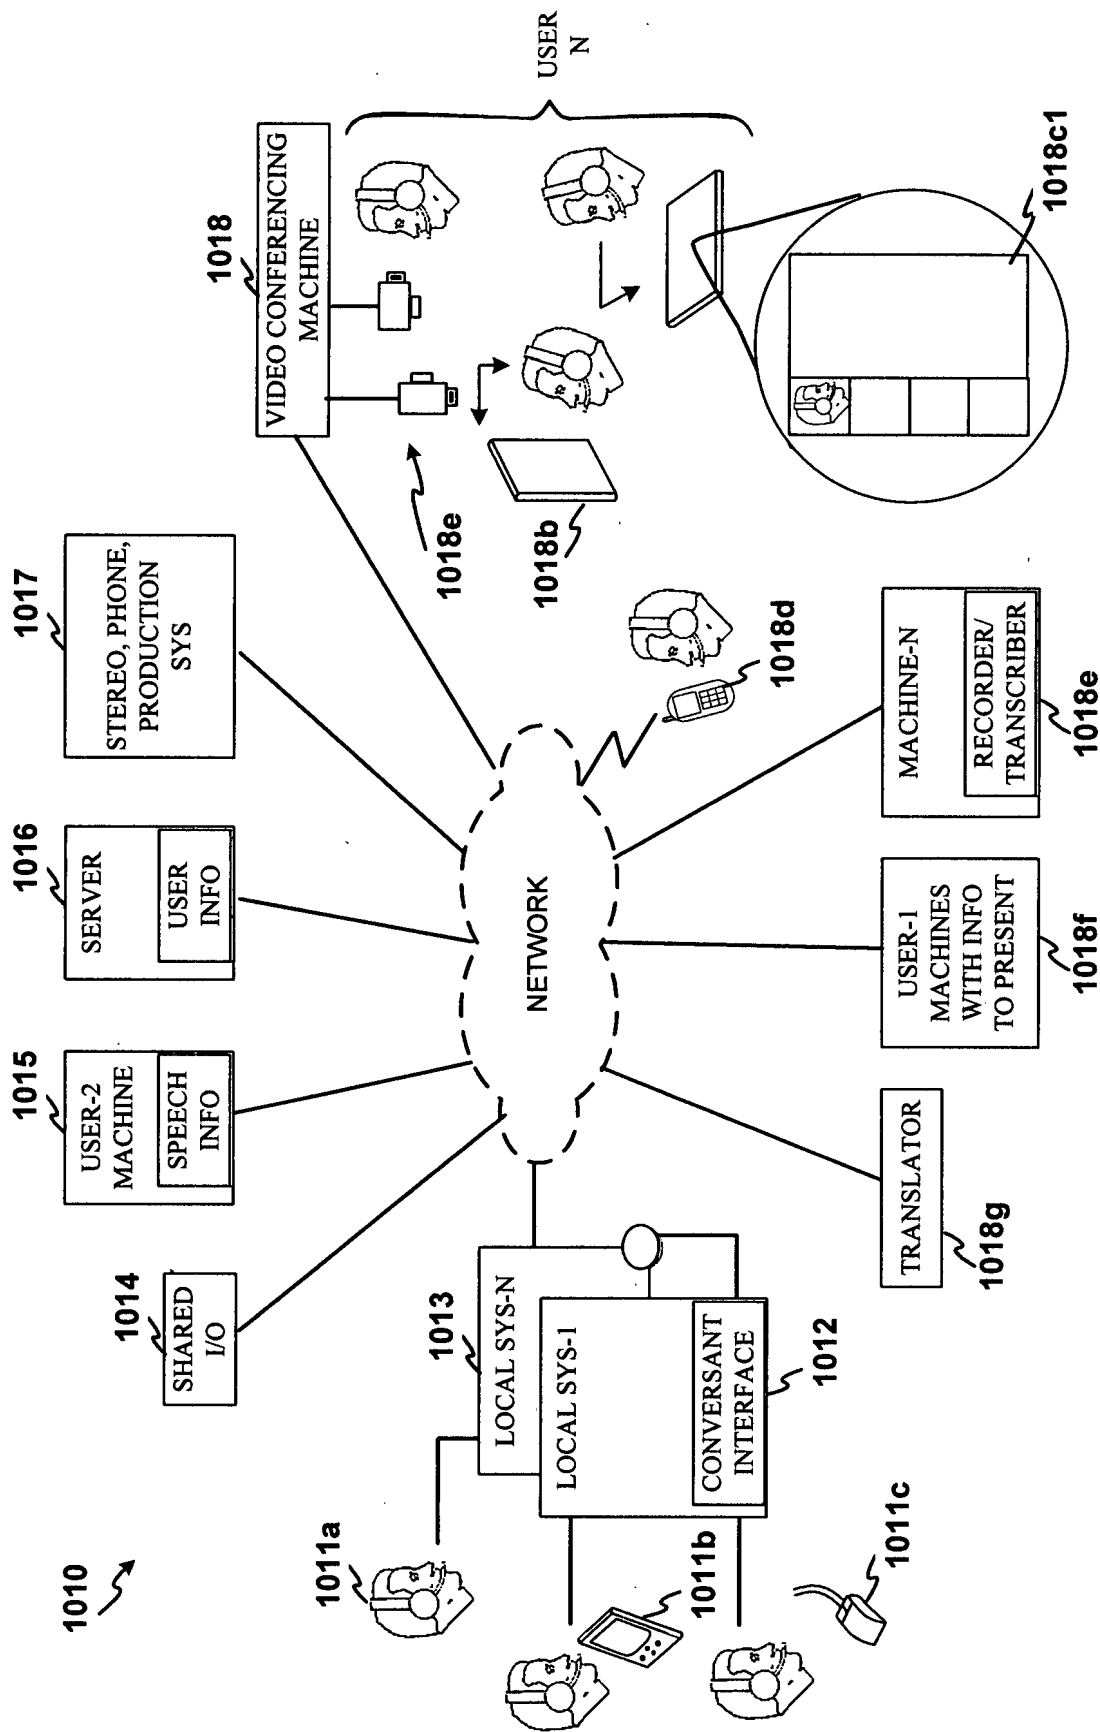 1010
1014
SHARED
I/O
1015
USER-2
MACHINE
SPEECH
INFO
1016
SERVER
USER
INFO
1017
STEREO, PHONE,
PRODUCTION
SYS
1018
VIDEO CONFERENCING
MACHINE
USER
N
1011a
1013
LOCAL SYS-N
LOCAL SYS-1
CONVERSANT
INTERFACE
1012
1011b
1011c
NETWORK
1018e
1018b
1018d
1018c1
TRANSLATOR
1018g
USER-1
MACHINES
WITH INFO
TO PRESENT
1018f
MACHINE-N
RECORDER/
TRANSCRIBER
1018e